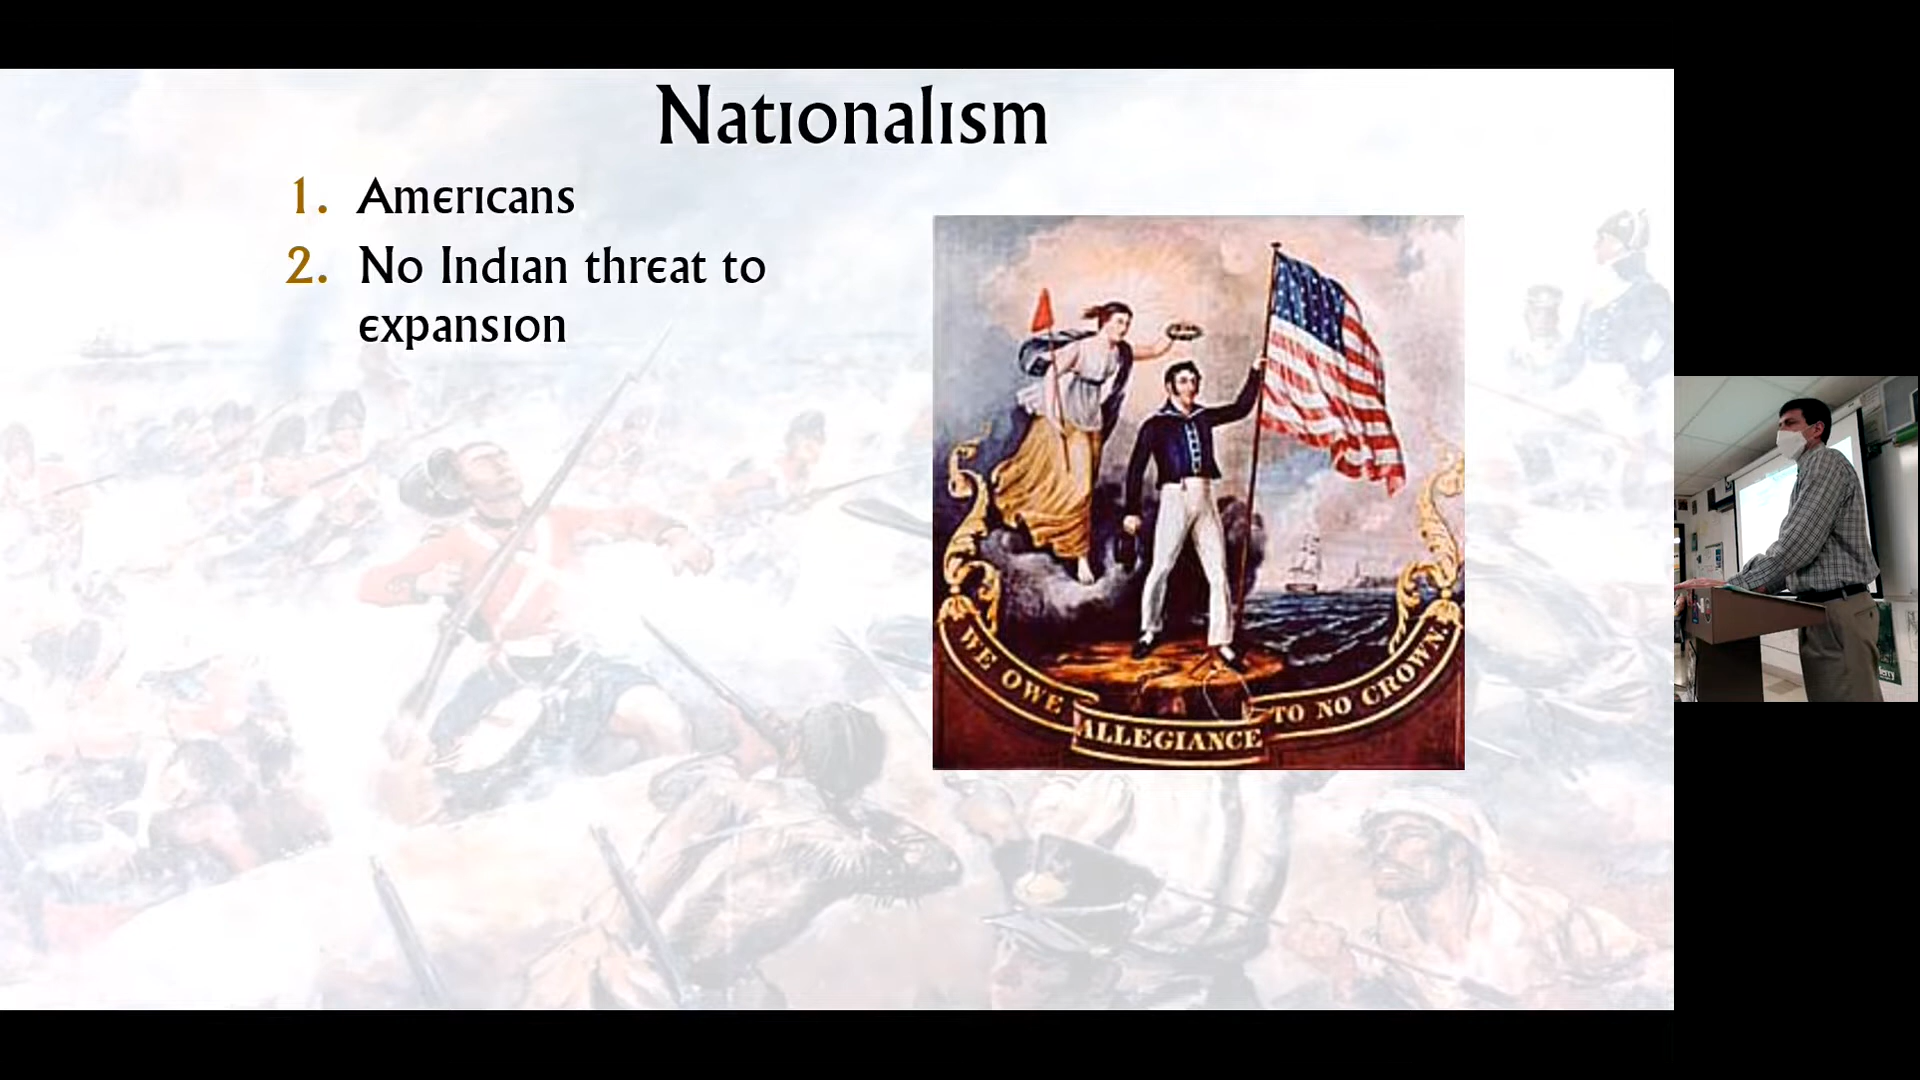 Nationalism
1. Americans
2. No Indian threat to
expansion
WE OWE
ALLEGIANCE
TO NO CROWN.